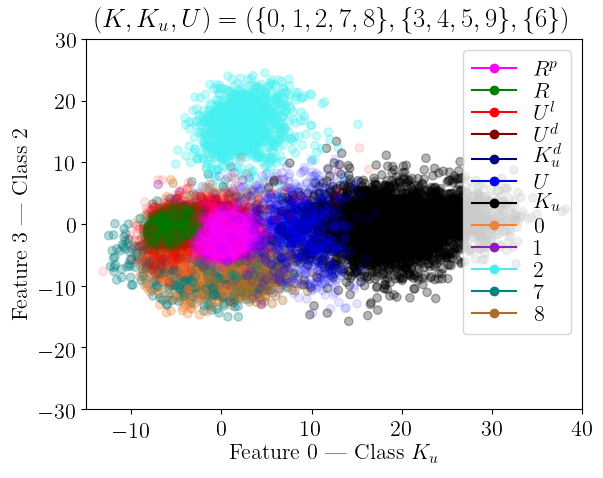 (K, K_u, U) = ({0, 1, 2, 7, 8}, {3, 4, 5, 9}, {6})
30
20
10
0
−10
−20
−30
Feature 3 — Class 2
R^p
R
U^l
U^d
K_u^d
U
K_u
0
1
2
7
8
−10
0
10
20
30
40
Feature 0 — Class K_u